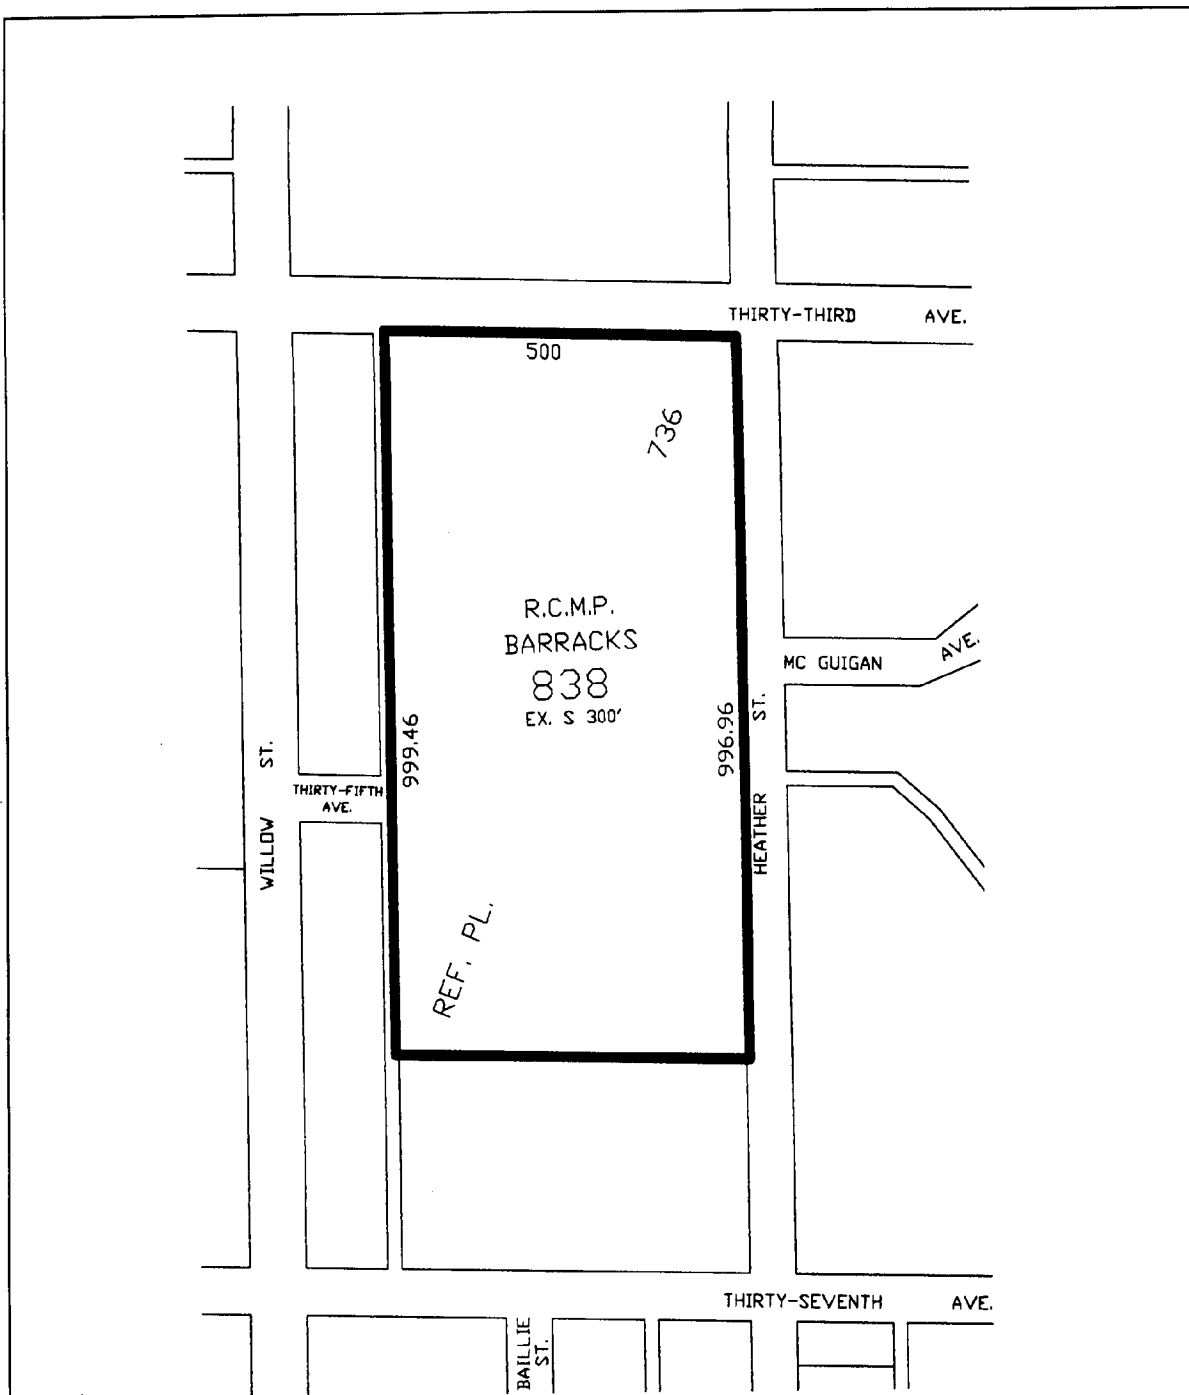 THIRTY-THIRD AVE.
500
736
R.C.M.P.
BARRACKS
838
EX. S 300'
MC GUIGAN AVE.
999.46
996.96
HEATHER ST.
WILLOW ST.
THIRTY-FIFTH
AVE.
REF. PL.
THIRTY-SEVENTH AVE.
BAILLIE
ST.